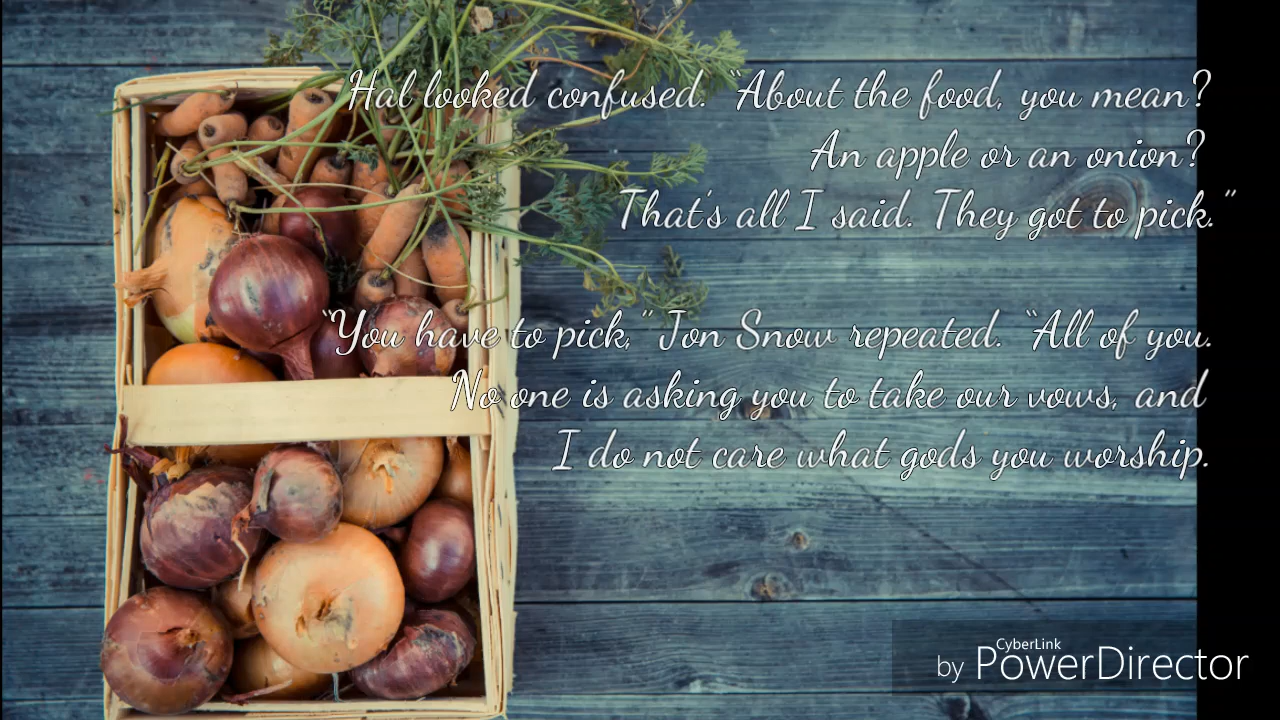 Hal looked confused. “About the food, you mean?
An apple or an onion?
That's all I said. They got to pick.”
“You have to pick,” Jon Snow repeated. “All of you.
No one is asking you to take our vows, and
I do not care what gods you worship.
CyberLink
by PowerDirector